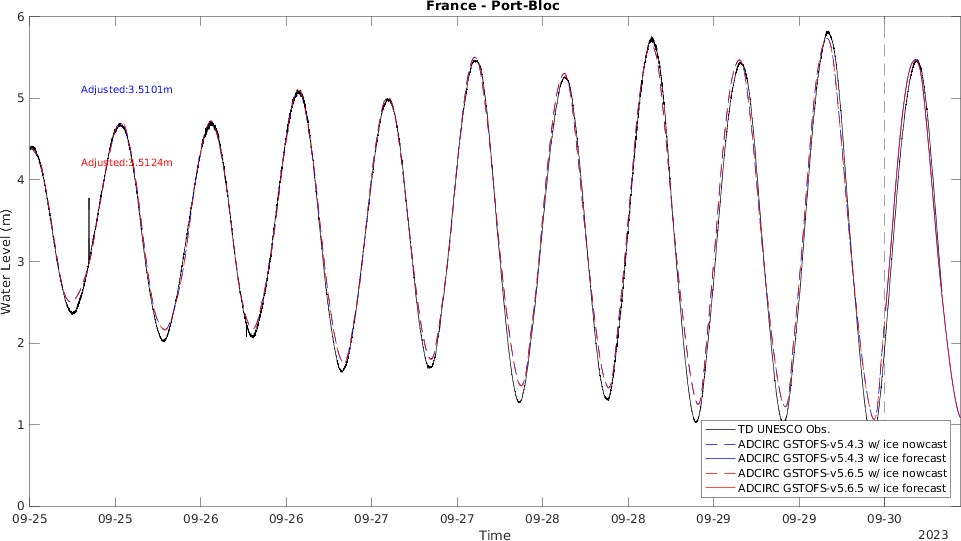 France - Port-Bloc
6
5
4
3
2
1
0
Water Level (m)
Adjusted:3.5101m
Adjusted:3.5124m
TD UNESCO Obs.
ADCIRC GSTOFS-v5.4.3 w/ ice nowcast
ADCIRC GSTOFS-v5.4.3 w/ ice forecast
ADCIRC GSTOFS-v5.6.5 w/ ice nowcast
ADCIRC GSTOFS-v5.6.5 w/ ice forecast
09-25 09-25 09-26 09-26 09-27 09-27 09-28 09-28 09-29 09-29 09-30
Time
2023